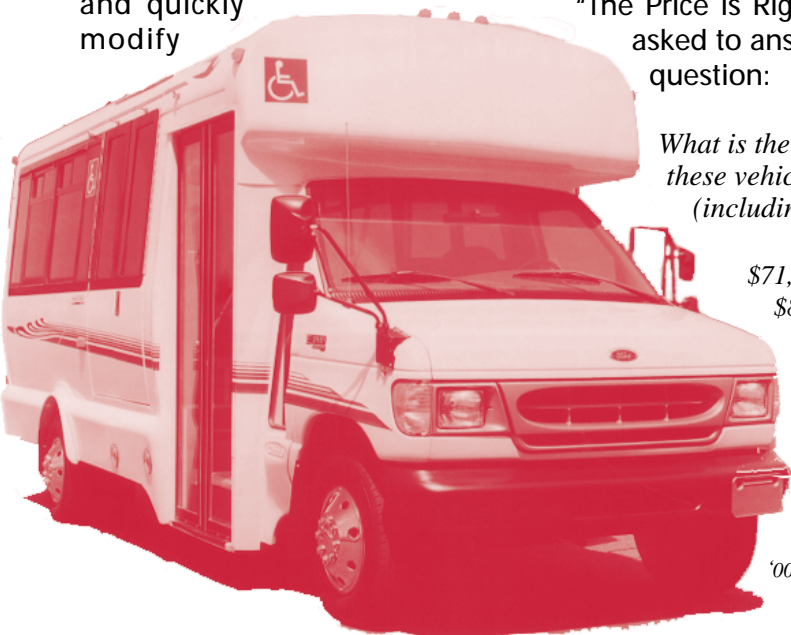 and quickly
modify
"The Price is Rig
asked to ans
question:
What is the
these vehic
(includin
$71,
$8
'00
Ford